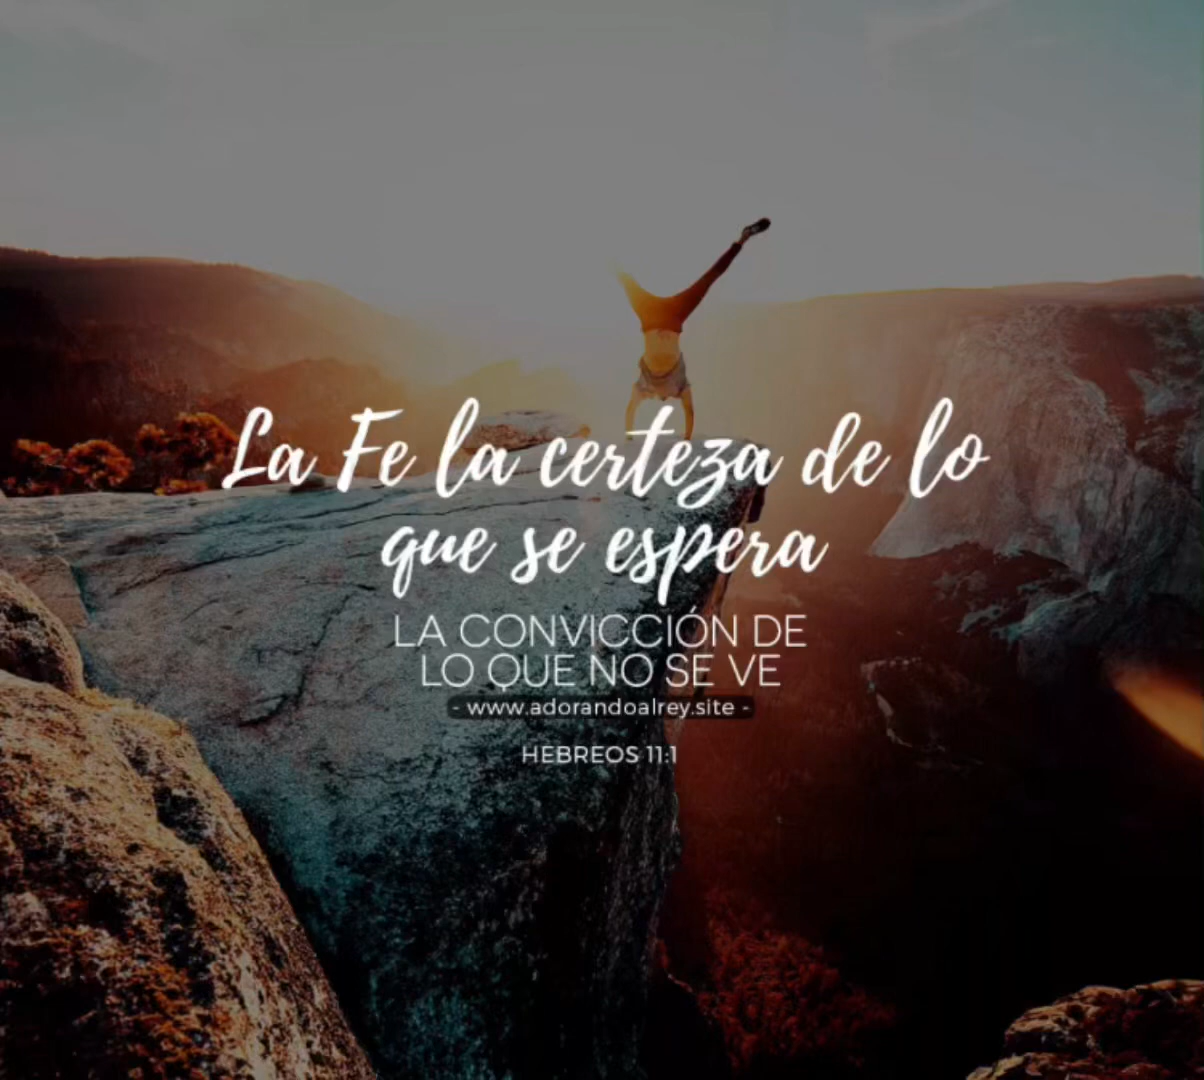 La Fe la certeza de lo
que se espera
LA CONVICCIÓN DE
LO QUE NO SE VE
- www.adorandoalrey.site -
HEBREOS 11:1